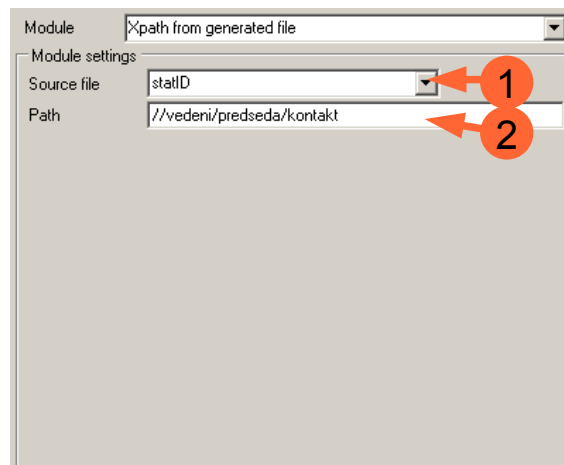 Module Xpath from generated file
Module settings
Source file statID 1
Path //vedeni/predseda/kontakt 2